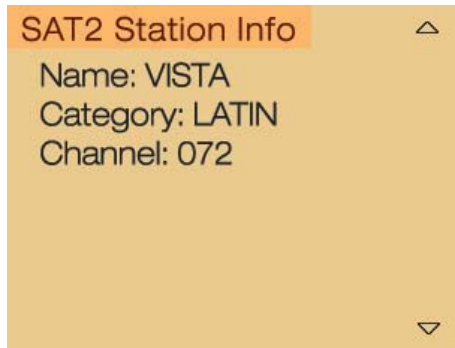 SAT2 Station Info
Name: VISTA
Category: LATIN
Channel: 072